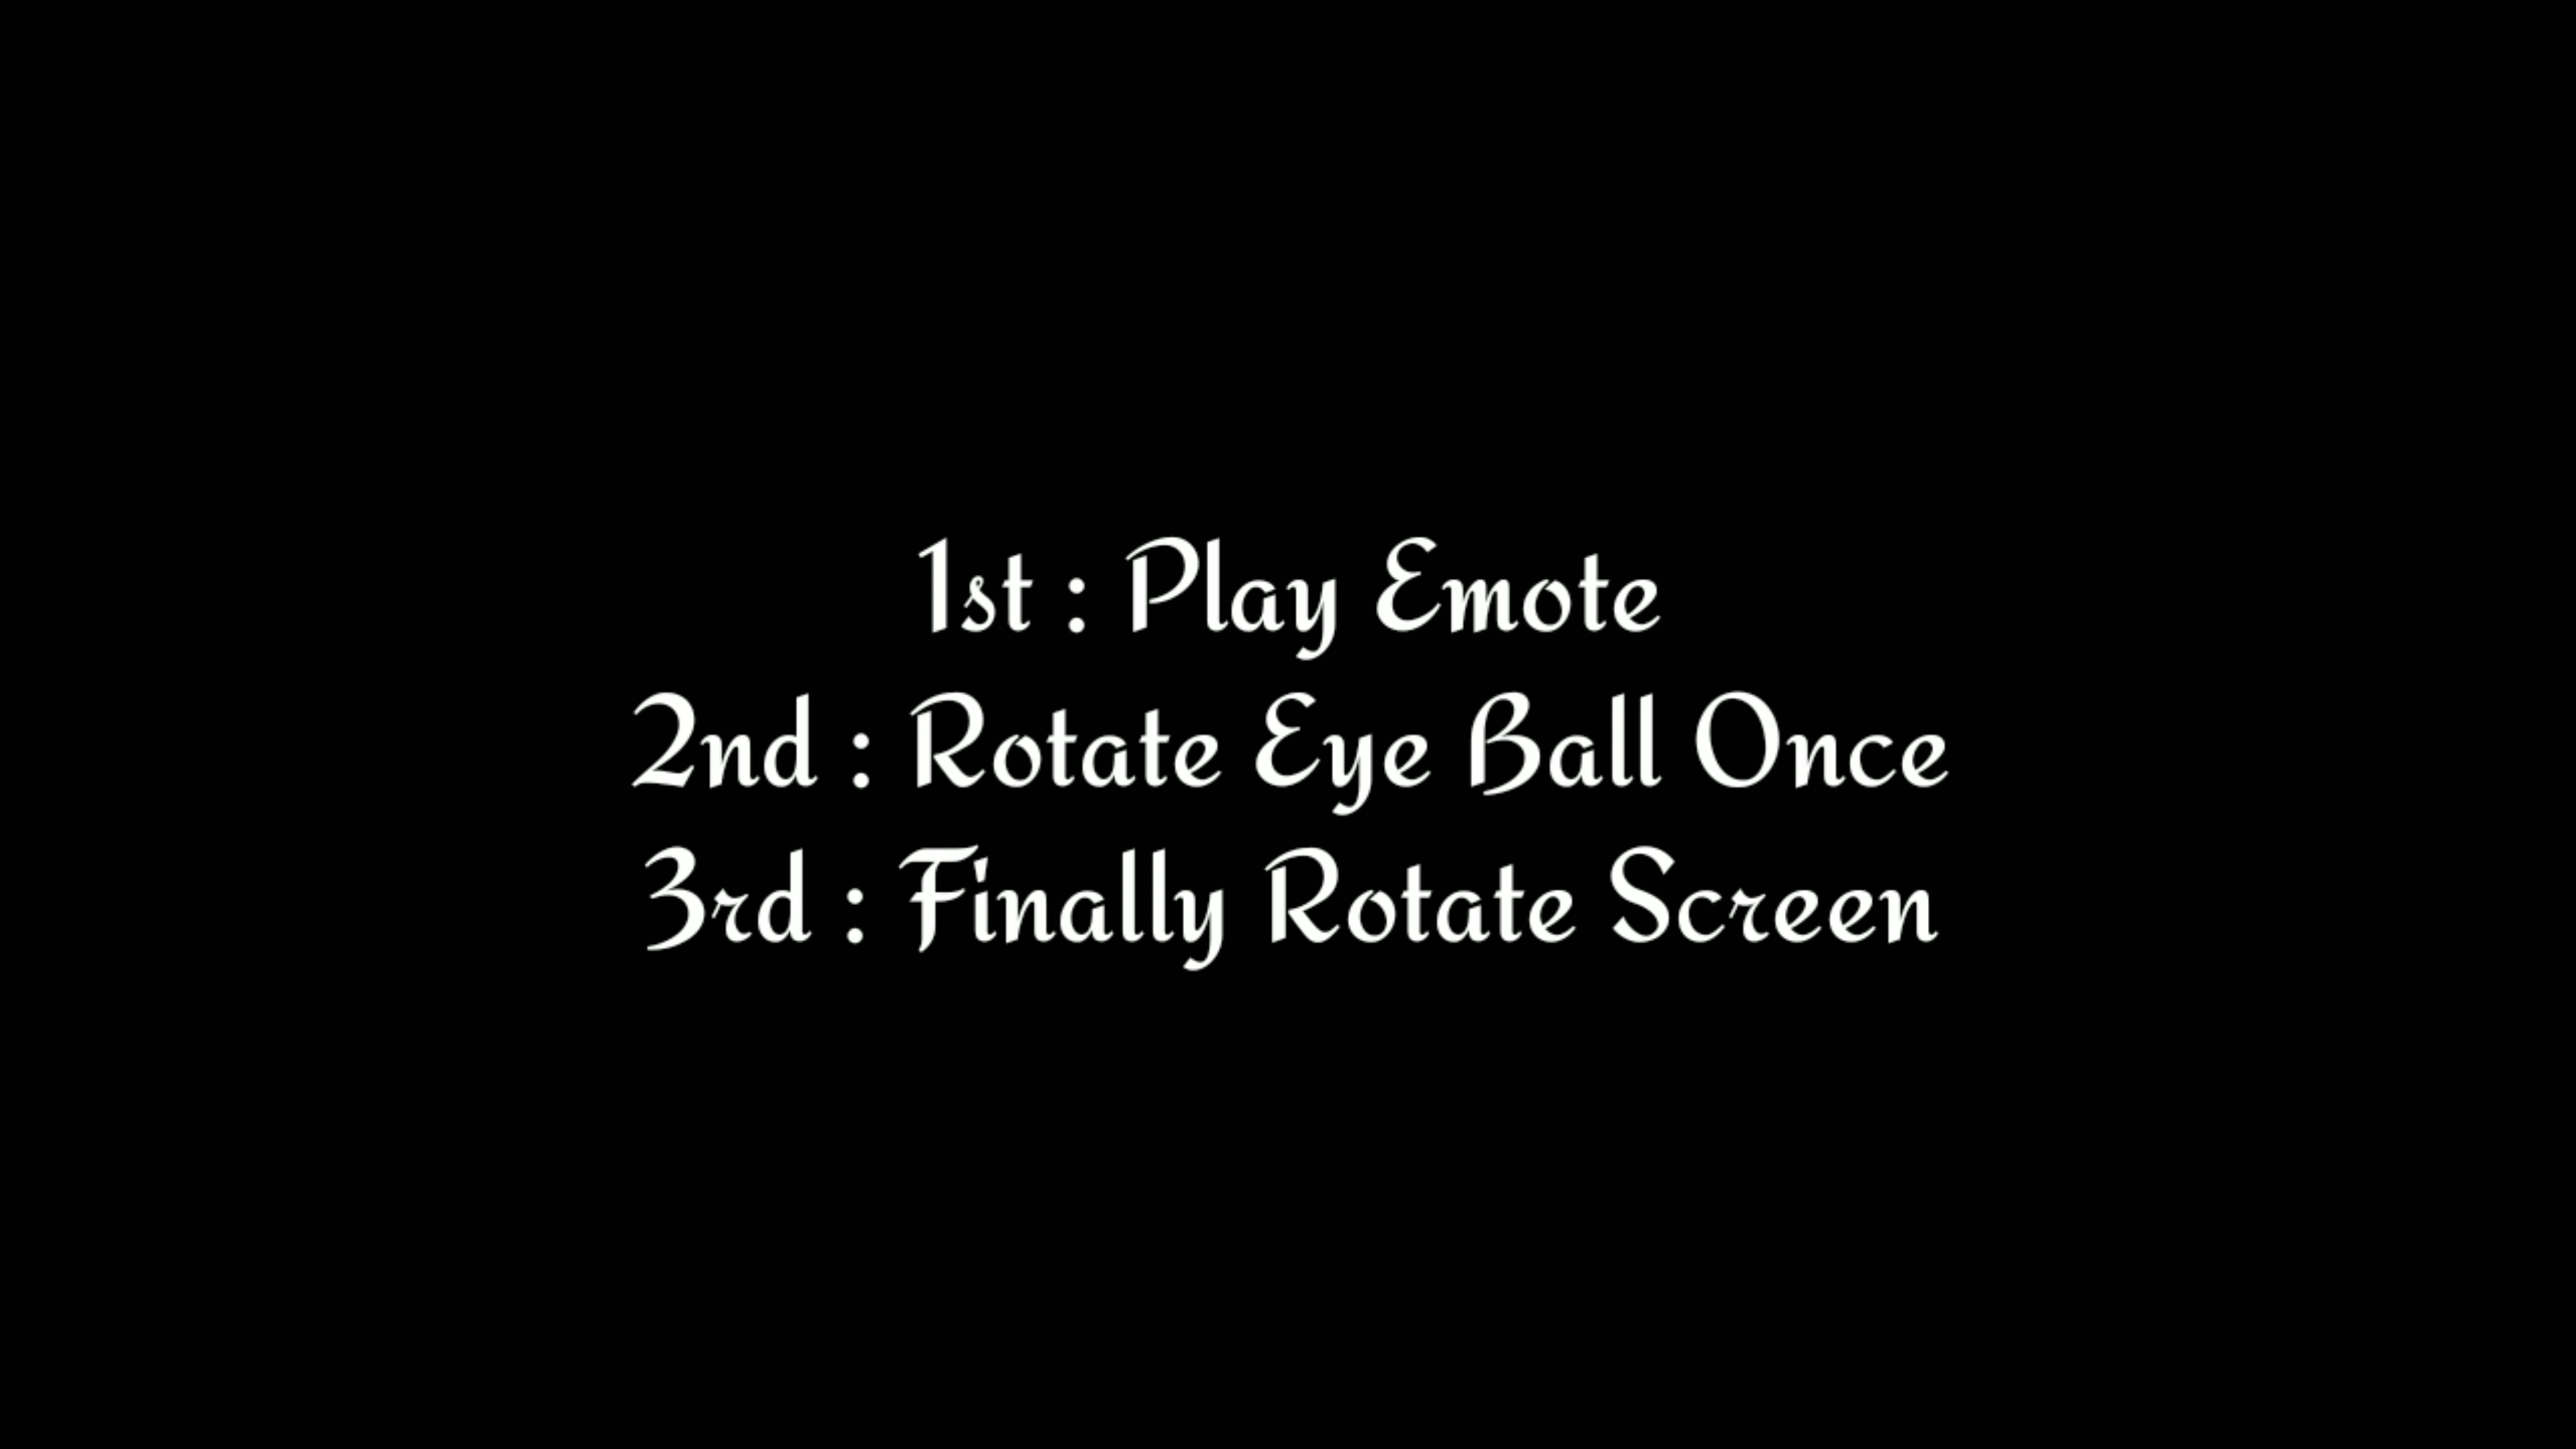 1st : Play Emote
2nd : Rotate Eye Ball Once
3rd : Finally Rotate Screen